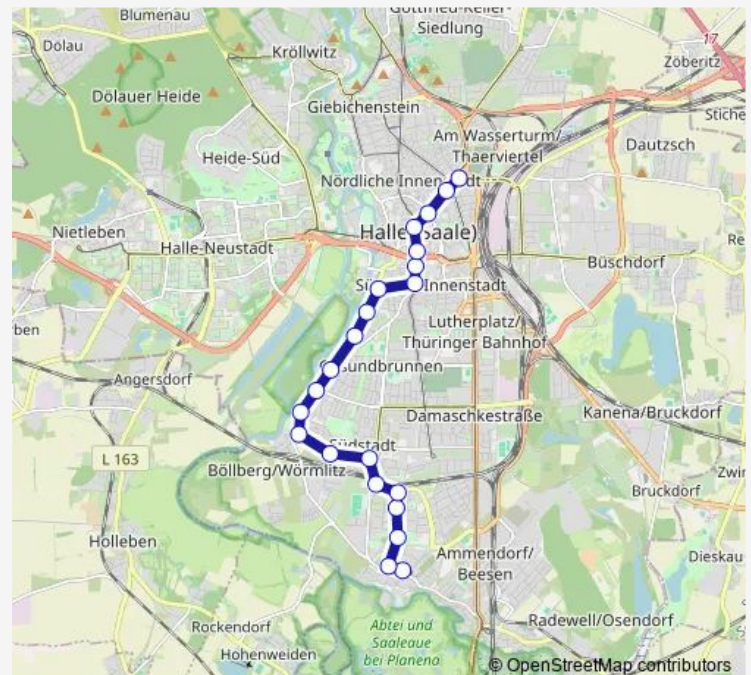 Blumenau
Gottfried-Keller-
Siedlung
Dölau
Kröllwitz
17
Zöberitz
Dölauer Heide
Giebichenstein
Am Wasserturm/
Thaerviertel
Dautzsch
Heide-Süd
Nördliche Innenstadt
Nietleben
Halle-Neustadt
Halle (Saale)
Büschdorf
Innenstadt
Lutherplatz/
Thüringer Bahnhof
Angersdorf
Damaschkestraße
Kanena/Bruckdorf
Südstadt
L 163
Böllberg/Wörmlitz
Bruckdorf
Holleben
Ammendorf/
Beesen
Dieskau
Rockendorf
Abtei und
Saaleaue
bei Planena
Radewell/Osendorf
Hohenweiden
© OpenStreetMap contributors